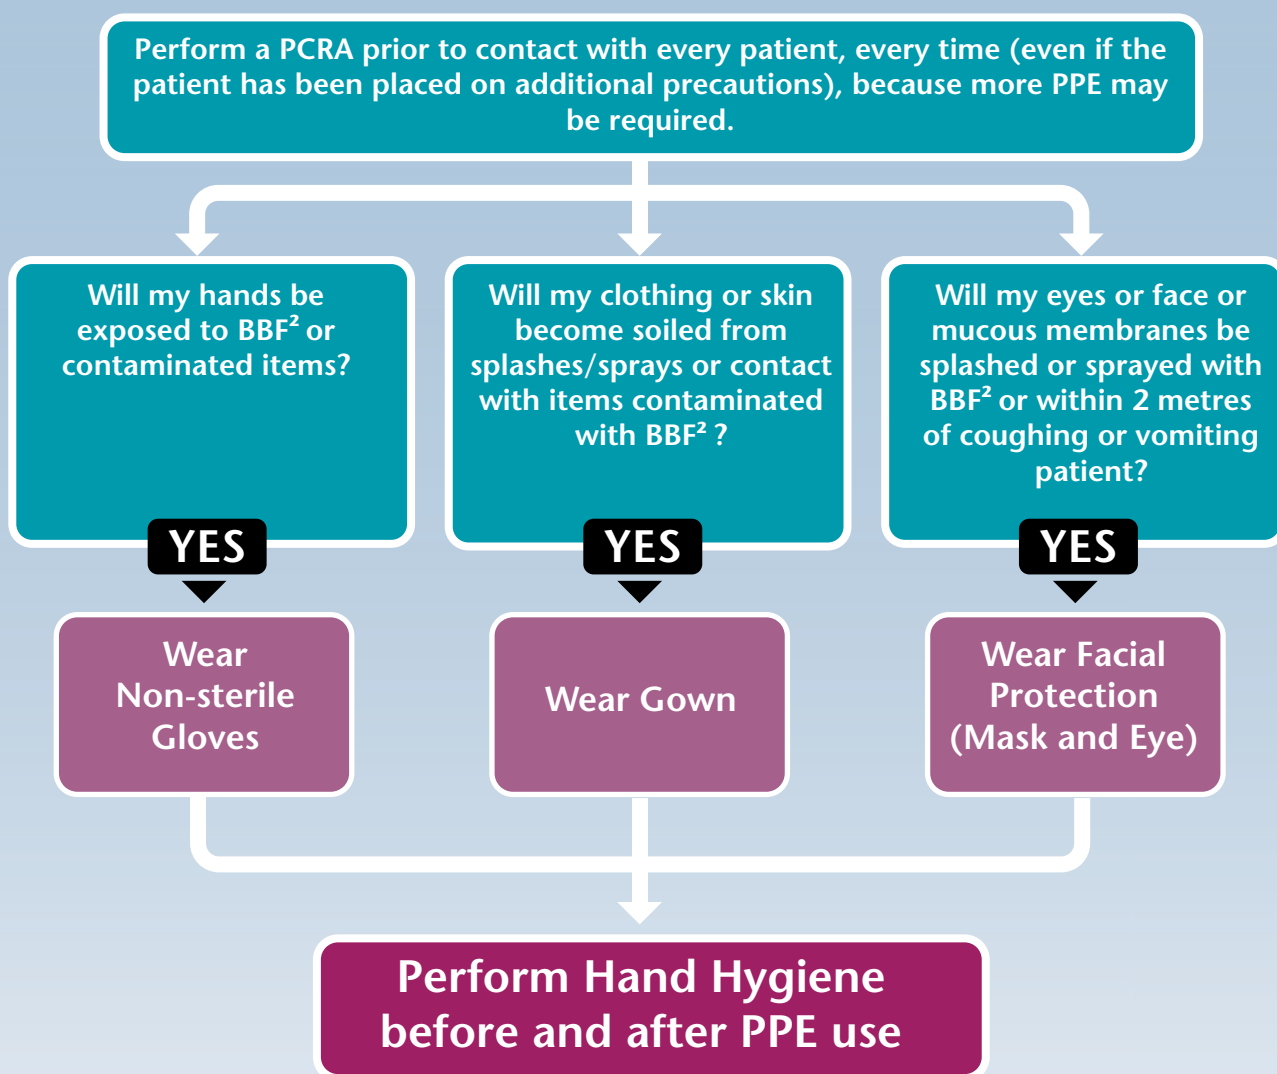 Perform a PCRA prior to contact with every patient, every time (even if the
patient has been placed on additional precautions), because more PPE may
be required.
Will my hands be
exposed to BBF² or
contaminated items?
Will my clothing or skin
become soiled from
splashes/sprays or contact
with items contaminated
with BBF² ?
Will my eyes or face or
mucous membranes be
splashed or sprayed with
BBF² or within 2 metres
of coughing or vomiting
patient?
YES
YES
YES
Wear
Non-sterile
Gloves
Wear Gown
Wear Facial
Protection
(Mask and Eye)
Perform Hand Hygiene
before and after PPE use